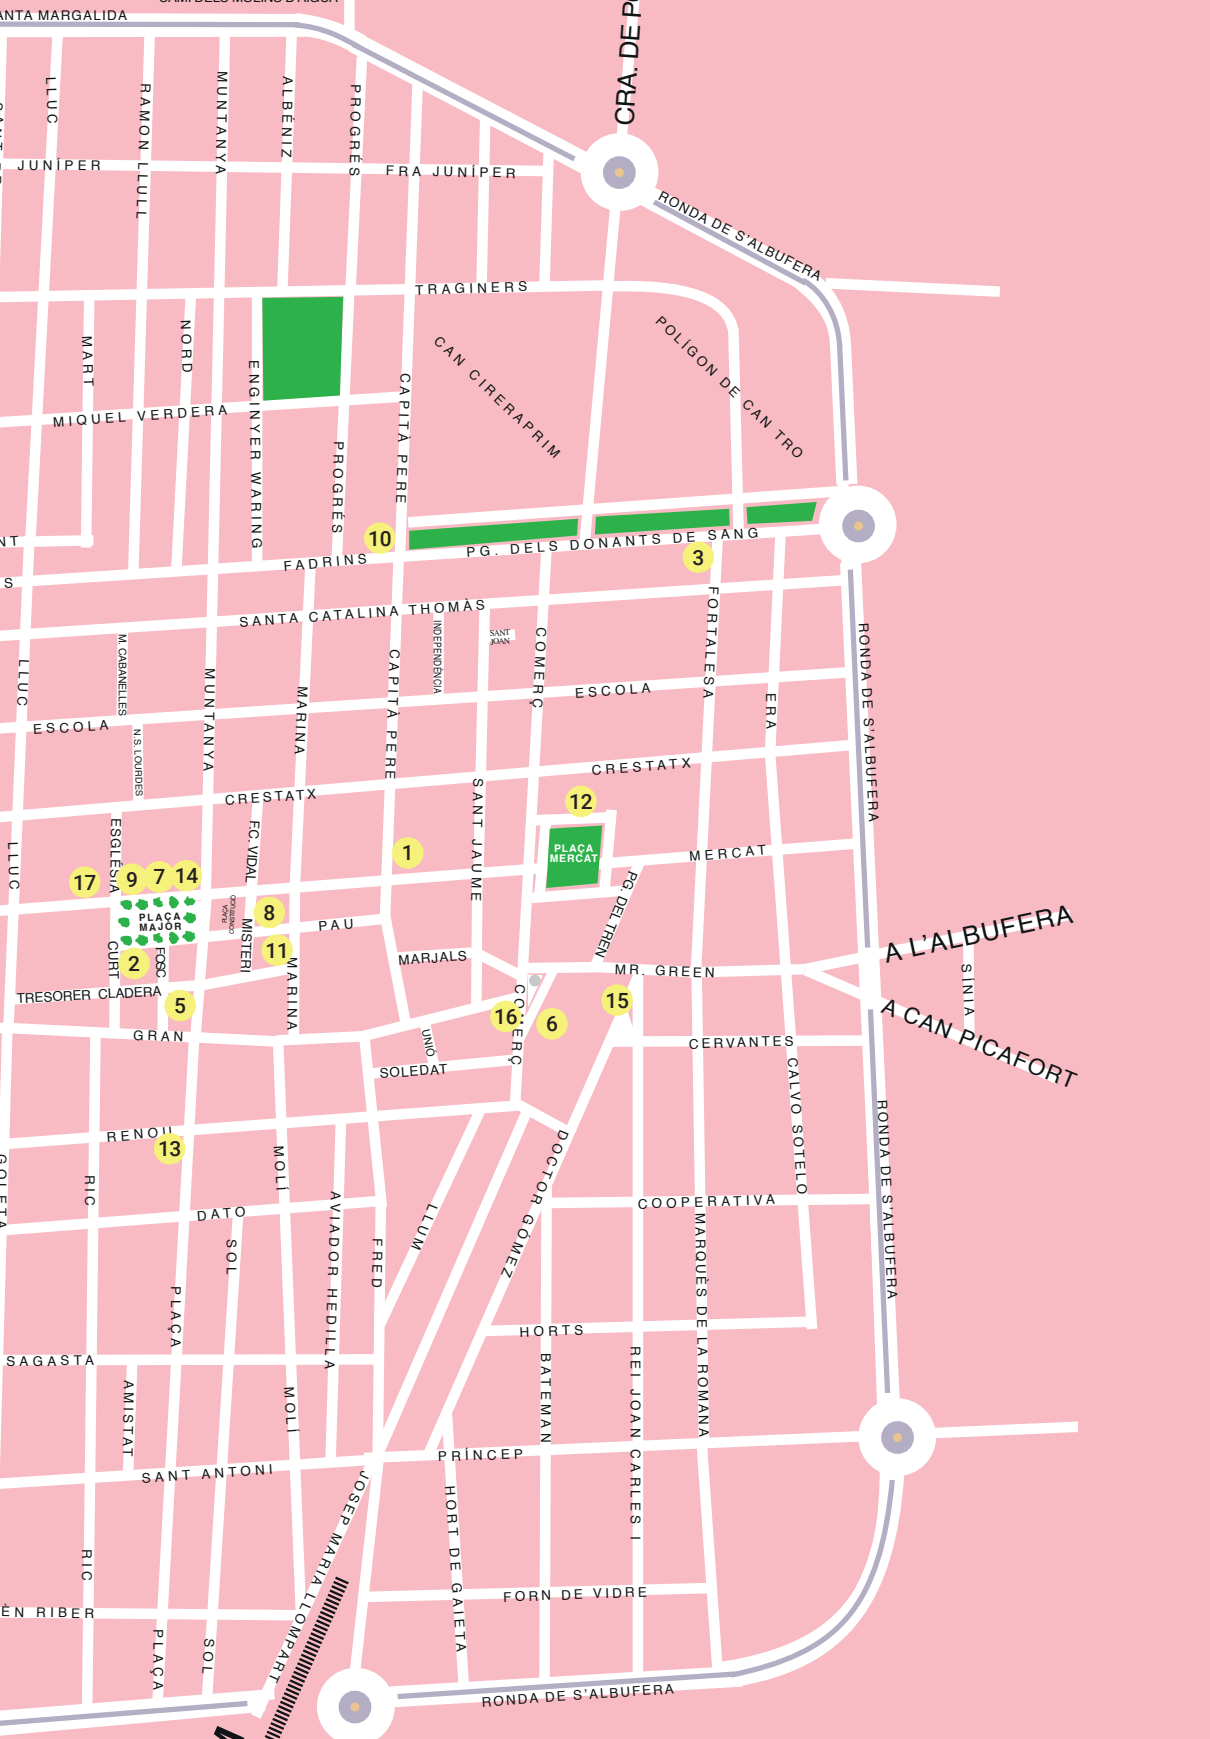 ANTA MARGALIDA
CRA. DE P
LLUC
RAMON LLULL
MUNTANYA
ALBÉNIZ
PROGRÉS
JUNÍPER
FRA JUNÍPER
RONDA DE S'ALBUFERA
TRAGINERS
MART
NORD
ENGINYER WARING
CAPITÀ PERE
CAN CIRERAPRIM
POLÍGON DE CAN TRO
MIQUEL VERDERA
PROGRÉS
10
NT
PG. DELS DONANTS DE SANG
3
FADRINS
S
SANTA CATALINA THOMÀS
INDEPENDÈNCIA
SANT
JOAN
COMERÇ
FORTALESA
RONDA DE S'ALBUFERA
LLUC
M. CABANELLES
MUNTANYA
MARINA
CAPITÀ PERE
ESCOLA
ERA
ESCOLA
N.S. LOURDES
CRESTATX
CRESTATX
12
SANT JAUME
ESGLÉSIA
F.C. VIDAL
LLUC
1
PLAÇA
MERCAT
MERCAT
17
9
7
14
PG. DEL TREN
8
PLAÇA
MAJOR
PLAÇA
CONSTITUCIÓ
MISTERI
PAU
A L'ALBUFERA
11
CURT
FOSC
2
MARJALS
MR. GREEN
SÍNIA
TRESORER CLADERA
MARINA
5
COMERÇ
16
6
15
A CAN PICAFORT
GRAN
UNIÓ
CERVANTES
SOLEDAT
CALVO SOTELO
RONDA DE S'ALBUFERA
RENOU
13
DOCTOR GÓMEZ
GOLETA
RIC
MOLÍ
AVIADOR HEDILLA
LLUM
COOPERATIVA
DATO
SOL
FRED
MARQUÈS DE LA ROMANA
PLAÇA
HORTS
BATEMAN
REI JOAN CARLES I
SAGASTA
AMISTAT
MOLÍ
PRÍNCEP
SANT ANTONI
JOSEP MARIA LLOMPART
HORT DE GAIETA
RIC
FORN DE VIDRE
ÈN RIBER
PLAÇA
SOL
RONDA DE S'ALBUFERA